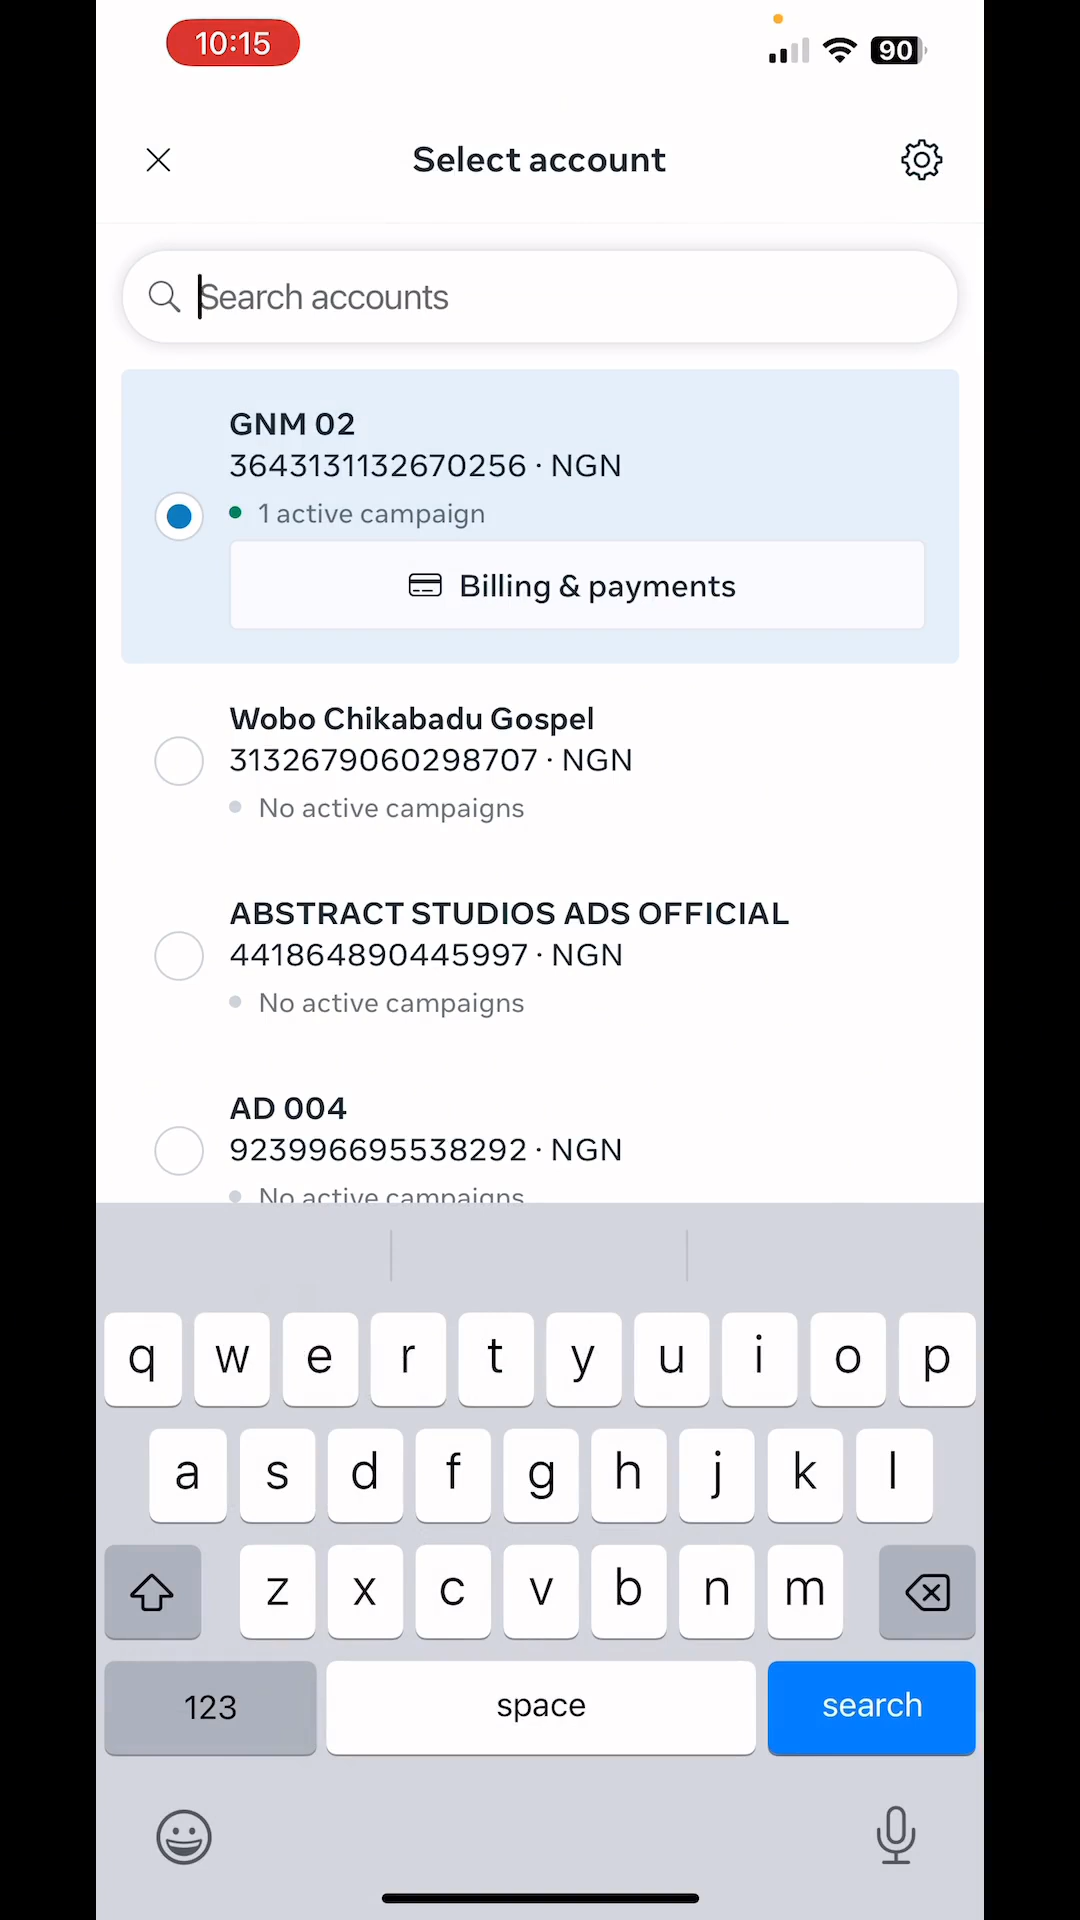 10:15
90
Select account
Search accounts
GNM 02
3643131132670256 · NGN
1 active campaign
Billing & payments
Wobo Chikabadu Gospel
3132679060298707 · NGN
No active campaigns
ABSTRACT STUDIOS ADS OFFICIAL
441864890445997 · NGN
No active campaigns
AD 004
923996695538292 · NGN
No active campaigns
q w e r t y u i o p
a s d f g h j k l
z x c v b n m
123 space search